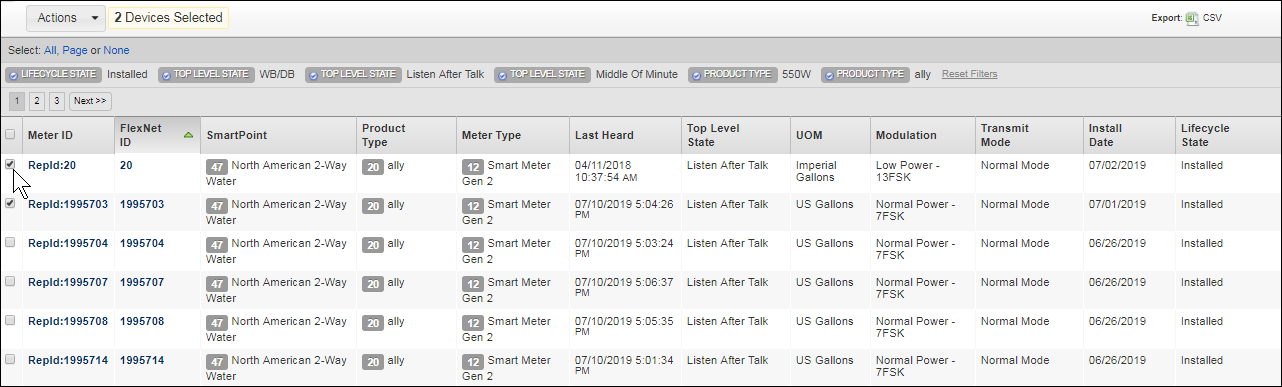 Actions 2 Devices Selected Export: CSV
Select: All, Page or None
LIFECYCLE STATE Installed TOP LEVEL STATE WB/DB TOP LEVEL STATE Listen After Talk TOP LEVEL STATE Middle Of Minute PRODUCT TYPE 550W PRODUCT TYPE ally Reset Filters
1 2 3 Next >>
Meter ID FlexNet ID SmartPoint Product Type Meter Type Last Heard Top Level State UOM Modulation Transmit Mode Install Date Lifecycle State
RepId:20 20 47 North American 2-Way Water 20 ally 12 Smart Meter Gen 2 04/11/2018 10:37:54 AM Listen After Talk Imperial Gallons Low Power - 13FSK Normal Mode 07/02/2019 Installed
RepId:1995703 1995703 47 North American 2-Way Water 20 ally 12 Smart Meter Gen 2 07/10/2019 5:04:26 PM Listen After Talk US Gallons Normal Power - 7FSK Normal Mode 07/01/2019 Installed
RepId:1995704 1995704 47 North American 2-Way Water 20 ally 12 Smart Meter Gen 2 07/10/2019 5:03:24 PM Listen After Talk US Gallons Normal Power - 7FSK Normal Mode 06/26/2019 Installed
RepId:1995707 1995707 47 North American 2-Way Water 20 ally 12 Smart Meter Gen 2 07/10/2019 5:06:37 PM Listen After Talk US Gallons Normal Power - 7FSK Normal Mode 06/26/2019 Installed
RepId:1995708 1995708 47 North American 2-Way Water 20 ally 12 Smart Meter Gen 2 07/10/2019 5:05:35 PM Listen After Talk US Gallons Normal Power - 7FSK Normal Mode 06/26/2019 Installed
RepId:1995714 1995714 47 North American 2-Way Water 20 ally 12 Smart Meter Gen 2 07/10/2019 5:01:34 PM Listen After Talk US Gallons Normal Power - 7FSK Normal Mode 06/26/2019 Installed